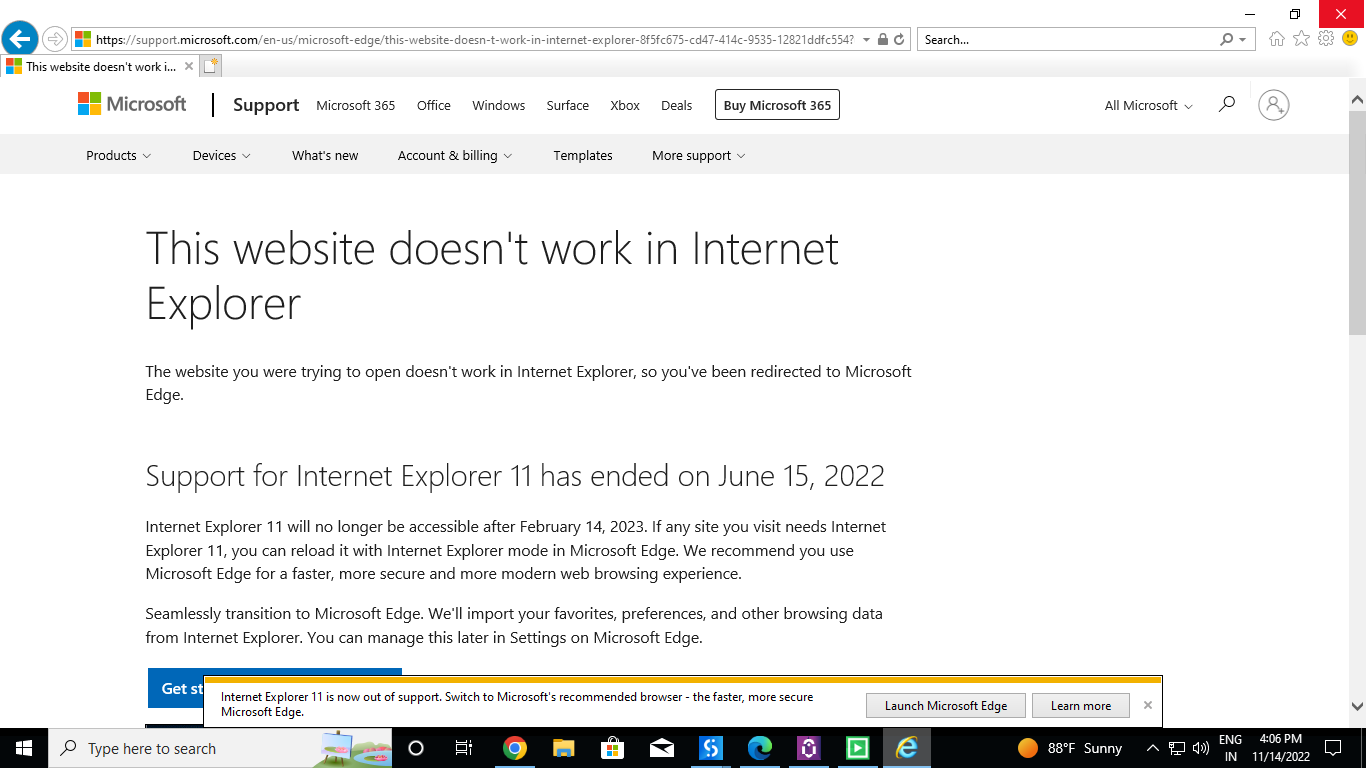 https://support.microsoft.com/en-us/microsoft-edge/this-website-doesn-t-work-in-internet-explorer-8f5fc675-cd47-414c-9535-12821ddfc554?
Search...
This website doesn't work i...
Microsoft Support Microsoft 365 Office Windows Surface Xbox Deals Buy Microsoft 365 All Microsoft
Products Devices What's new Account & billing Templates More support
This website doesn't work in Internet
Explorer
The website you were trying to open doesn't work in Internet Explorer, so you've been redirected to Microsoft
Edge.
Support for Internet Explorer 11 has ended on June 15, 2022
Internet Explorer 11 will no longer be accessible after February 14, 2023. If any site you visit needs Internet
Explorer 11, you can reload it with Internet Explorer mode in Microsoft Edge. We recommend you use
Microsoft Edge for a faster, more secure and more modern web browsing experience.
Seamlessly transition to Microsoft Edge. We'll import your favorites, preferences, and other browsing data
from Internet Explorer. You can manage this later in Settings on Microsoft Edge.
Get st
Internet Explorer 11 is now out of support. Switch to Microsoft's recommended browser - the faster, more secure
Microsoft Edge.
Launch Microsoft Edge Learn more
Type here to search
88°F Sunny
ENG
IN
4:06 PM
11/14/2022